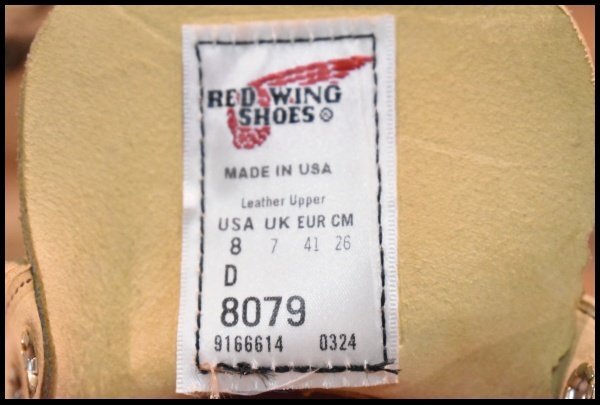 RED WING
SHOES ®
MADE IN USA
Leather Upper
USA UK EUR CM
8 7 41 26
D
8079
9166614 0324